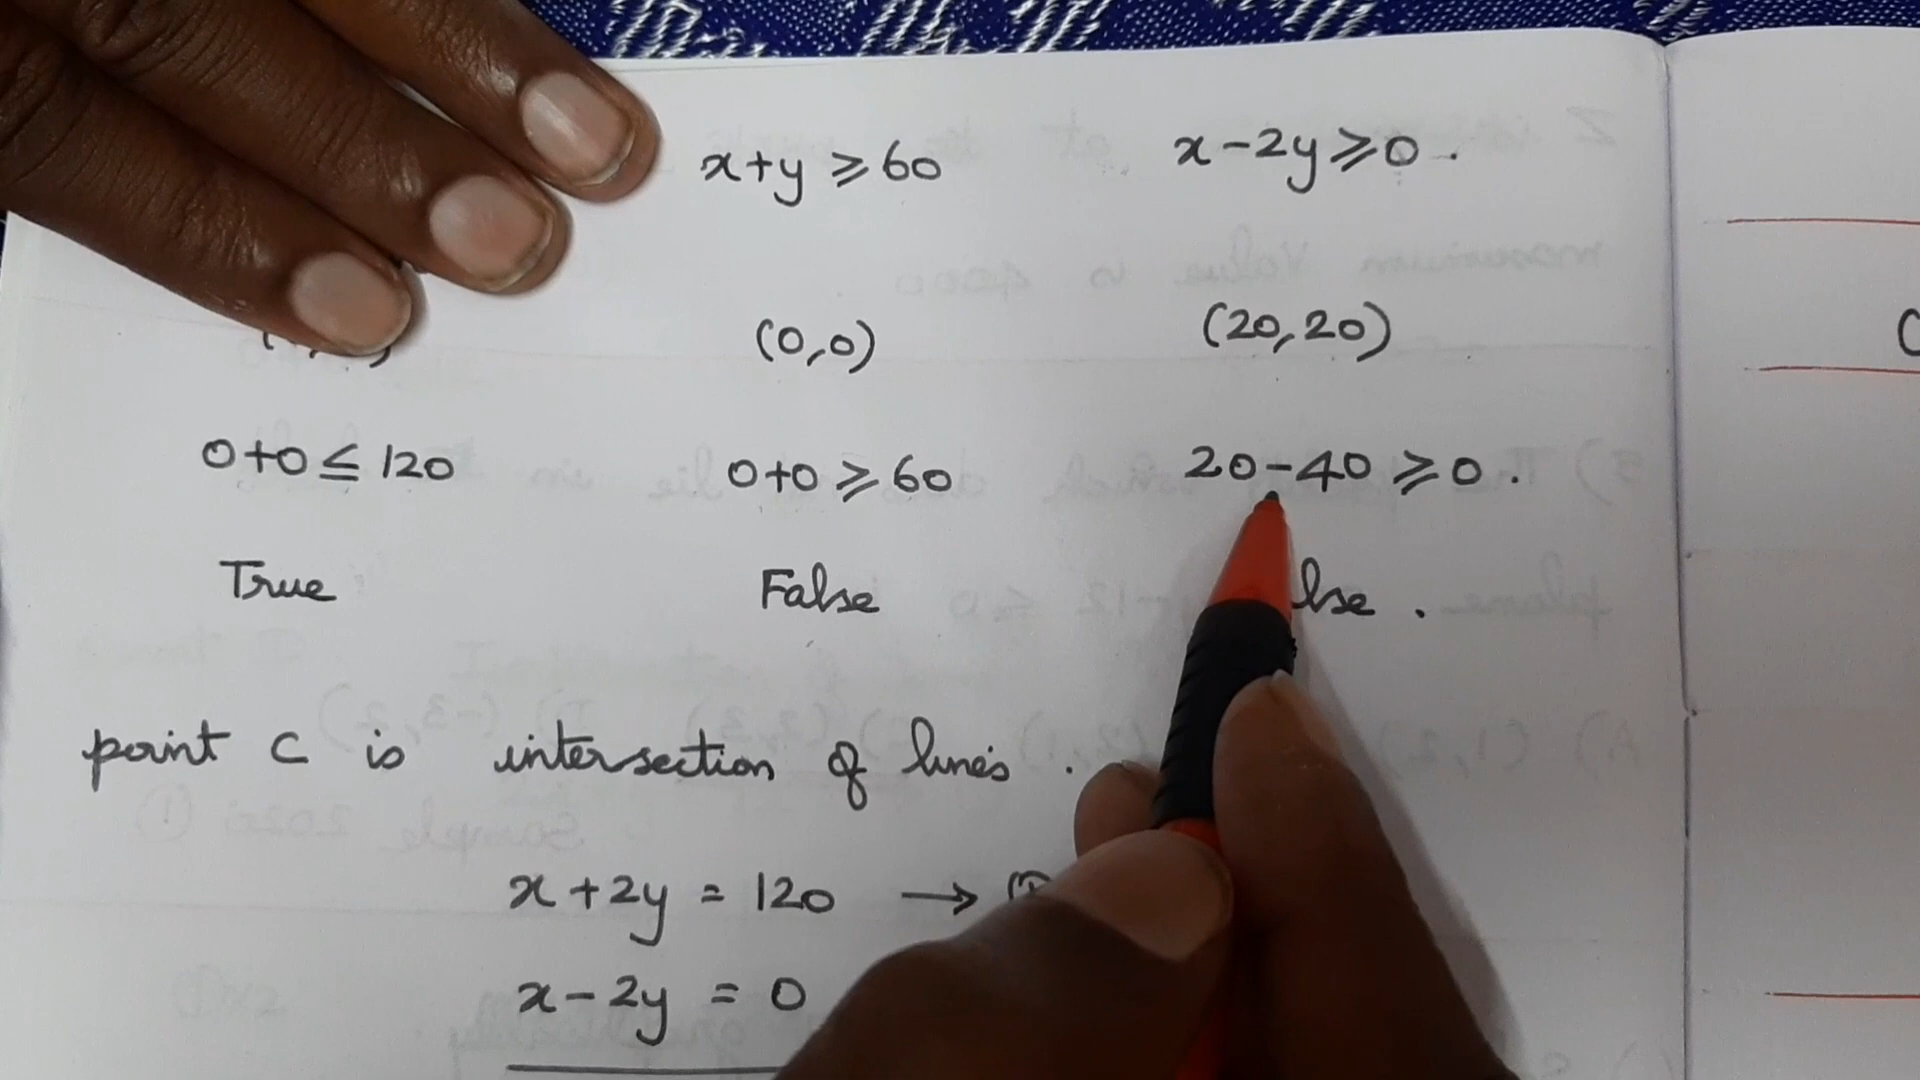 x+y ⩾ 60 x-2y ⩾ 0.
(0,0) (20,20)
0+0 ≤ 120 0+0 ⩾ 60 20-40 ⩾ 0.
True False lse.
point C is intersection of lines.
x+2y = 120 →
x-2y = 0